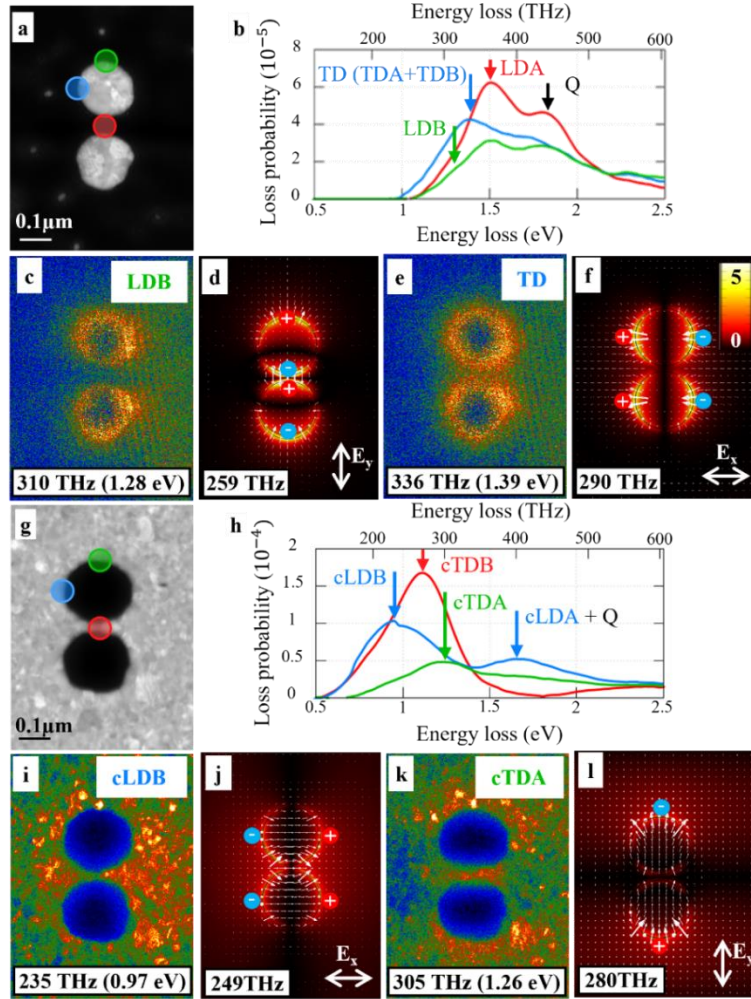 a
0.1μm
b
Energy loss (THz)
200 300 400 500 600
8
6
4
2
0
Loss probability (10⁻⁵)
TD (TDA+TDB)
LDA
Q
LDB
0.5 1 1.5 2 2.5
Energy loss (eV)
c
LDB
310 THz (1.28 eV)
d
+
-
+
-
E_y
259 THz
e
TD
336 THz (1.39 eV)
f
5
0
+ -
+ -
E_x
290 THz
g
0.1μm
h
Energy loss (THz)
200 300 400 500 600
2
1.5
1
0.5
0
Loss probability (10⁻⁴)
cLDB
cTDB
cTDA
cLDA + Q
0.5 1 1.5 2 2.5
Energy loss (eV)
i
cLDB
235 THz (0.97 eV)
j
- +
- +
E_x
249THz
k
cTDA
305 THz (1.26 eV)
l
-
+
E_y
280THz